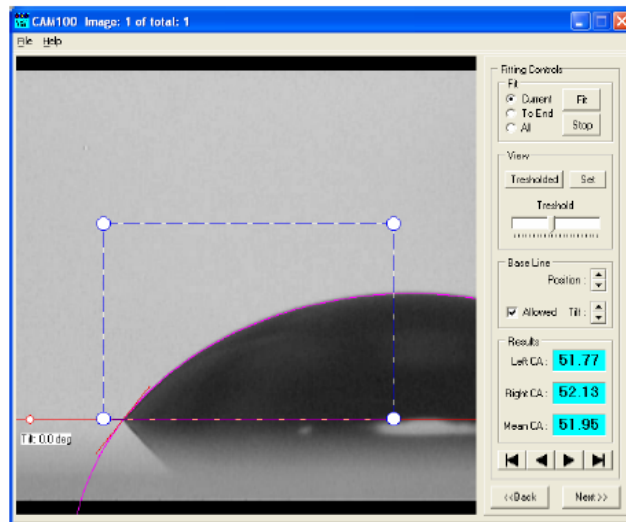 CAM100 Image: 1 of total: 1
File Help
Fitting Controls
Fit
Current
Fit
To End
All
Stop
View
Tresholded
Set
Treshold
Base Line
Position :
Allowed Tilt :
Results
Left CA : 51.77
Right CA : 52.13
Mean CA : 51.95
Tilt: 0.0 deg
<<Back
Next >>